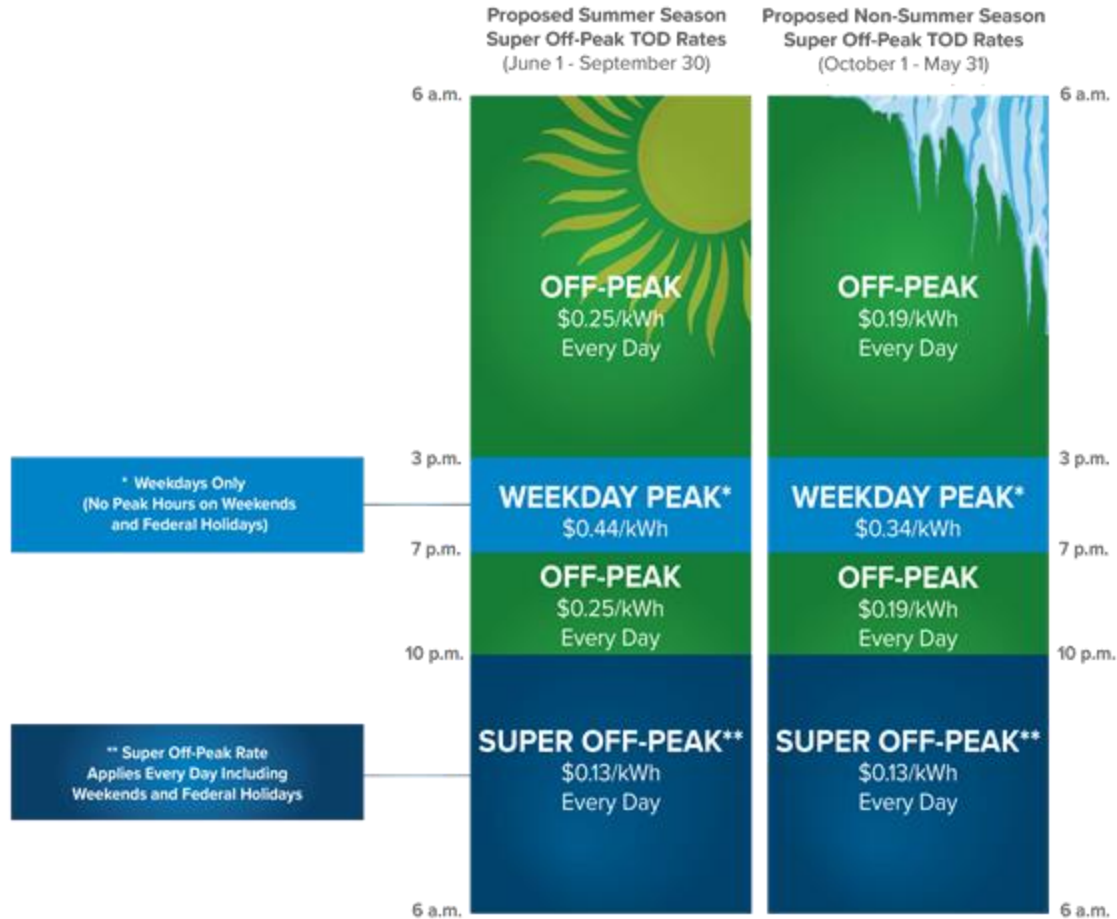 Proposed Summer Season
Super Off-Peak TOD Rates
(June 1 - September 30)
Proposed Non-Summer Season
Super Off-Peak TOD Rates
(October 1 - May 31)
6 a.m.
6 a.m.
OFF-PEAK
$0.25/kWh
Every Day
OFF-PEAK
$0.19/kWh
Every Day
3 p.m.
3 p.m.
* Weekdays Only
(No Peak Hours on Weekends
and Federal Holidays)
WEEKDAY PEAK*
$0.44/kWh
WEEKDAY PEAK*
$0.34/kWh
7 p.m.
7 p.m.
OFF-PEAK
$0.25/kWh
Every Day
OFF-PEAK
$0.19/kWh
Every Day
10 p.m.
10 p.m.
** Super Off-Peak Rate
Applies Every Day Including
Weekends and Federal Holidays
SUPER OFF-PEAK**
$0.13/kWh
Every Day
SUPER OFF-PEAK**
$0.13/kWh
Every Day
6 a.m.
6 a.m.